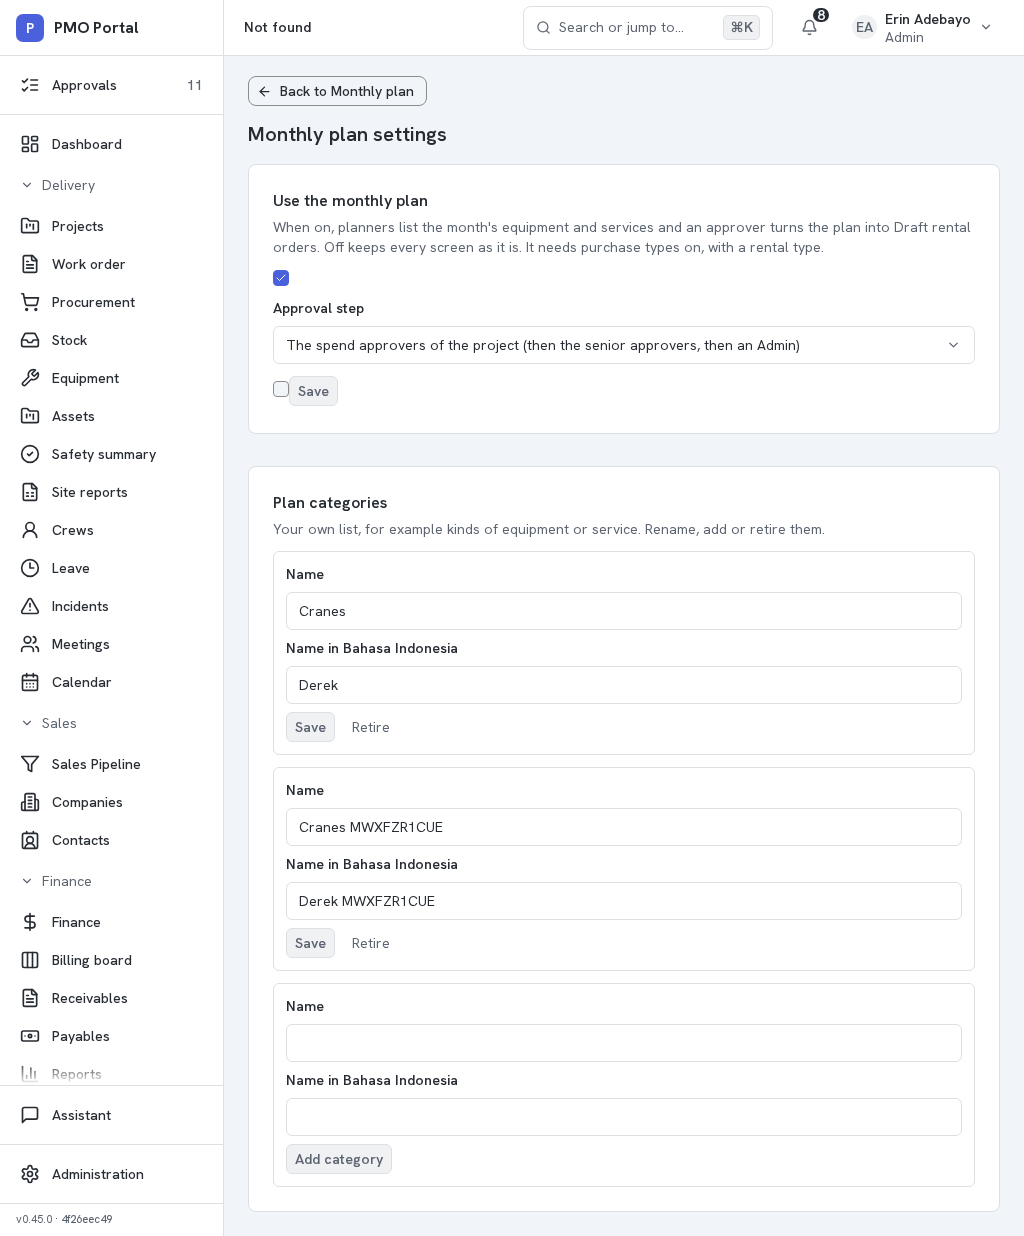 P PMO Portal
Not found
Search or jump to...
⌘K
8
EA
Erin Adebayo
Admin
Approvals 11
Dashboard
Delivery
Projects
Work order
Procurement
Stock
Equipment
Assets
Safety summary
Site reports
Crews
Leave
Incidents
Meetings
Calendar
Sales
Sales Pipeline
Companies
Contacts
Finance
Finance
Billing board
Receivables
Payables
Reports
Assistant
Administration
v0.45.0 · 4f26eec49
Back to Monthly plan
Monthly plan settings
Use the monthly plan
When on, planners list the month's equipment and services and an approver turns the plan into Draft rental
orders. Off keeps every screen as it is. It needs purchase types on, with a rental type.
Approval step
The spend approvers of the project (then the senior approvers, then an Admin)
Save
Plan categories
Your own list, for example kinds of equipment or service. Rename, add or retire them.
Name
Cranes
Name in Bahasa Indonesia
Derek
Save Retire
Name
Cranes MWXFZR1CUE
Name in Bahasa Indonesia
Derek MWXFZR1CUE
Save Retire
Name
Name in Bahasa Indonesia
Add category